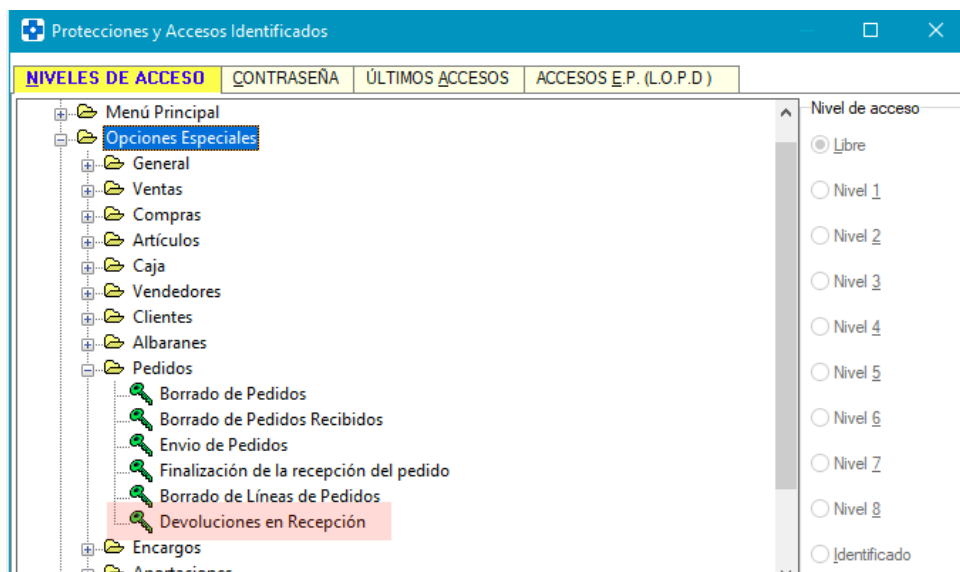 Protecciones y Accesos Identificados
NIVELES DE ACCESO CONTRASEÑA ÚLTIMOS ACCESOS ACCESOS E.P. (L.O.P.D )
Menú Principal
Nivel de acceso
Opciones Especiales
Libre
General
Ventas
Nivel 1
Compras
Artículos
Nivel 2
Caja
Nivel 3
Vendedores
Clientes
Nivel 4
Albaranes
Pedidos
Nivel 5
Borrado de Pedidos
Borrado de Pedidos Recibidos
Nivel 6
Envio de Pedidos
Finalización de la recepción del pedido
Nivel 7
Borrado de Líneas de Pedidos
Nivel 8
Devoluciones en Recepción
Encargos
Identificado
Aportaciones